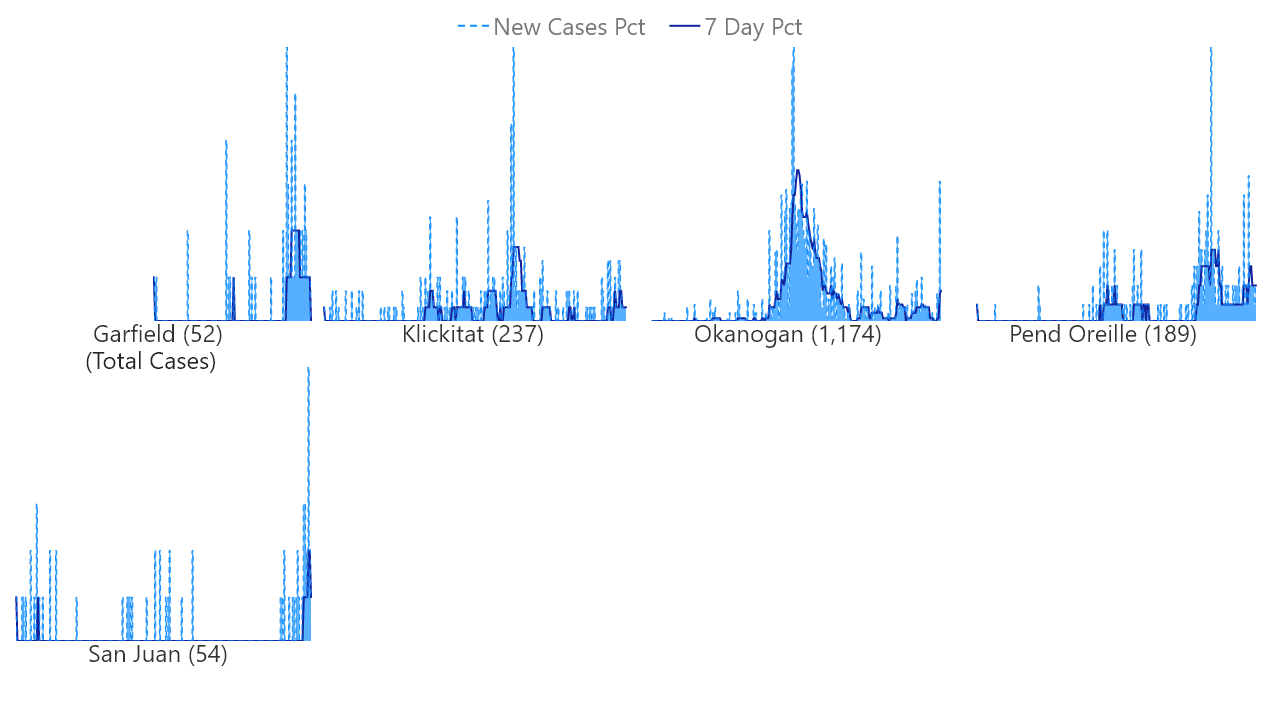 New Cases Pct 7 Day Pct
Garfield (52) Klickitat (237) Okanogan (1,174) Pend Oreille (189)
(Total Cases)
San Juan (54)